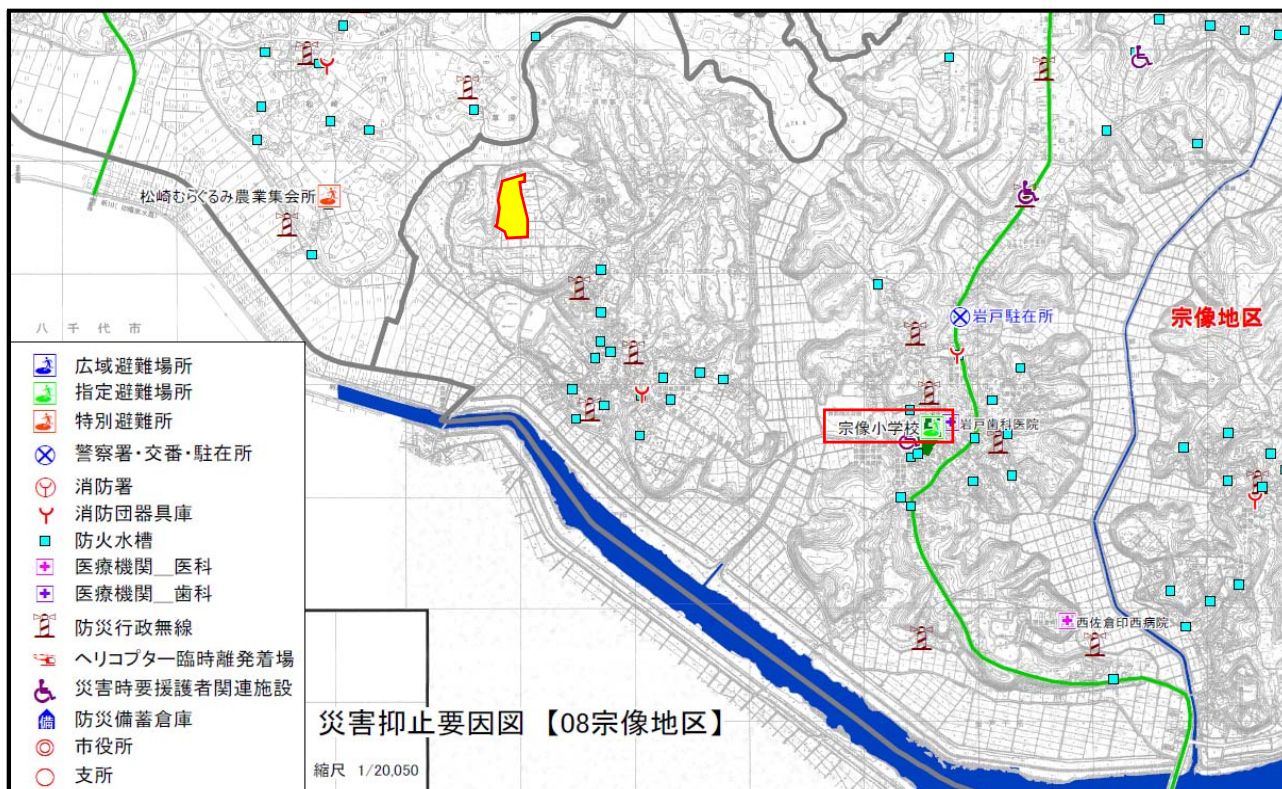 松崎むらぐるみ農業集会所
八千代市
岩戸駐在所
宗像地区
宗像小学校
岩戸歯科医院
西佐倉印西病院
広域避難場所
指定避難場所
特別避難所
警察署・交番・駐在所
消防署
消防団器具庫
防火水槽
医療機関__医科
医療機関__歯科
防災行政無線
ヘリコプター臨時離発着場
災害時要援護者関連施設
備
防災備蓄倉庫
市役所
支所
災害抑止要因図 【08宗像地区】
縮尺 1/20,050